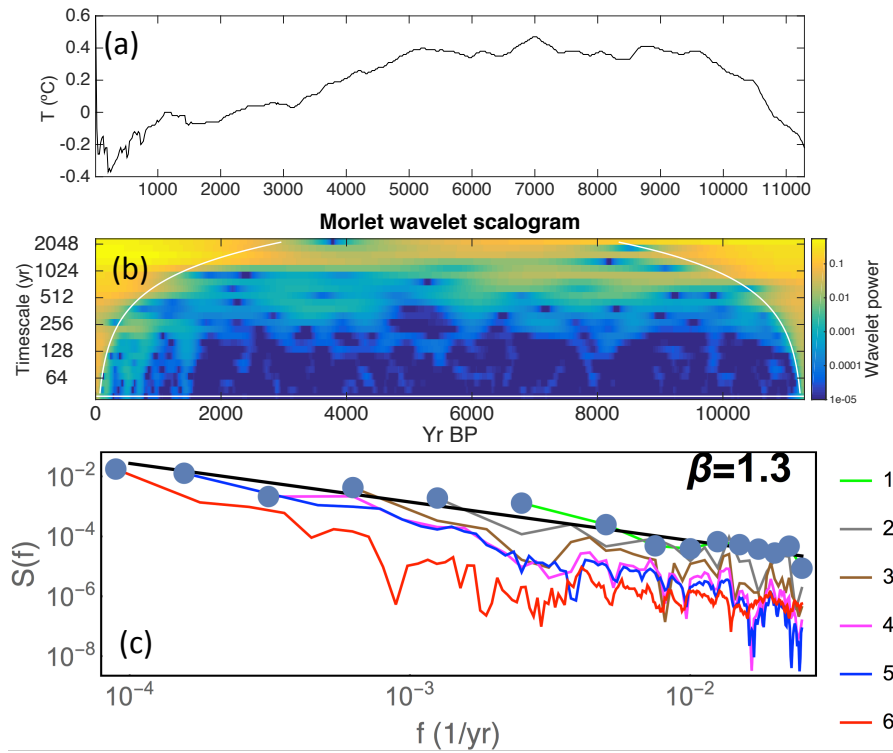 (a)
T (ºC)
0.6
0.4
0.2
0
-0.2
-0.4
1000 2000 3000 4000 5000 6000 7000 8000 9000 10000 11000
Morlet wavelet scalogram
(b)
Timescale (yr)
2048
1024
512
256
128
64
0 2000 4000 6000 8000 10000
Yr BP
0.1
0.01
0.001
0.0001
1e-05
Wavelet power
β=1.3
(c)
S(f)
10⁻²
10⁻⁴
10⁻⁶
10⁻⁸
10⁻⁴ 10⁻³ 10⁻²
f (1/yr)
1
2
3
4
5
6